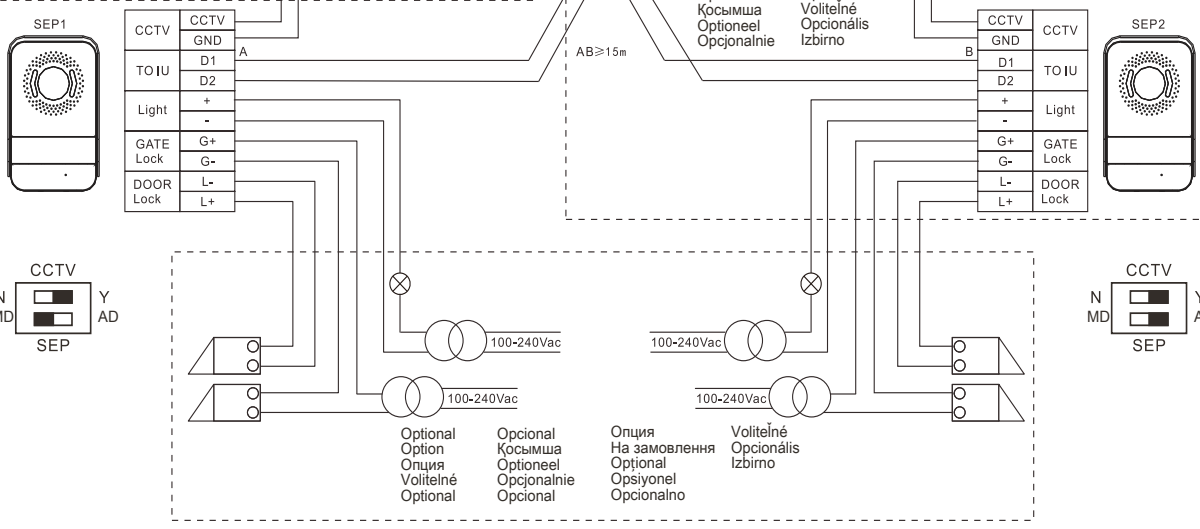 Қосымша
Optioneel
Opcjonalnie
Voliteľné
Opcionális
Izbirno
SEP1
CCTV
CCTV
GND
TO IU
D1
D2
A
Light
+
-
GATE
Lock
G+
G-
DOOR
Lock
L-
L+
AB≥15m
B
CCTV
GND
CCTV
D1
D2
TO IU
+
-
Light
G+
G-
GATE
Lock
L-
L+
DOOR
Lock
SEP2
CCTV
N
Y
MD
AD
SEP
100-240Vac
100-240Vac
100-240Vac
100-240Vac
CCTV
N
MD
SEP
Optional
Option
Опция
Volitelné
Optional
Opcional
Қосымша
Optioneel
Opcjonalnie
Opcional
Опция
На замовлення
Opțional
Opsiyonel
Opcionalno
Voliteľné
Opcionális
Izbirno